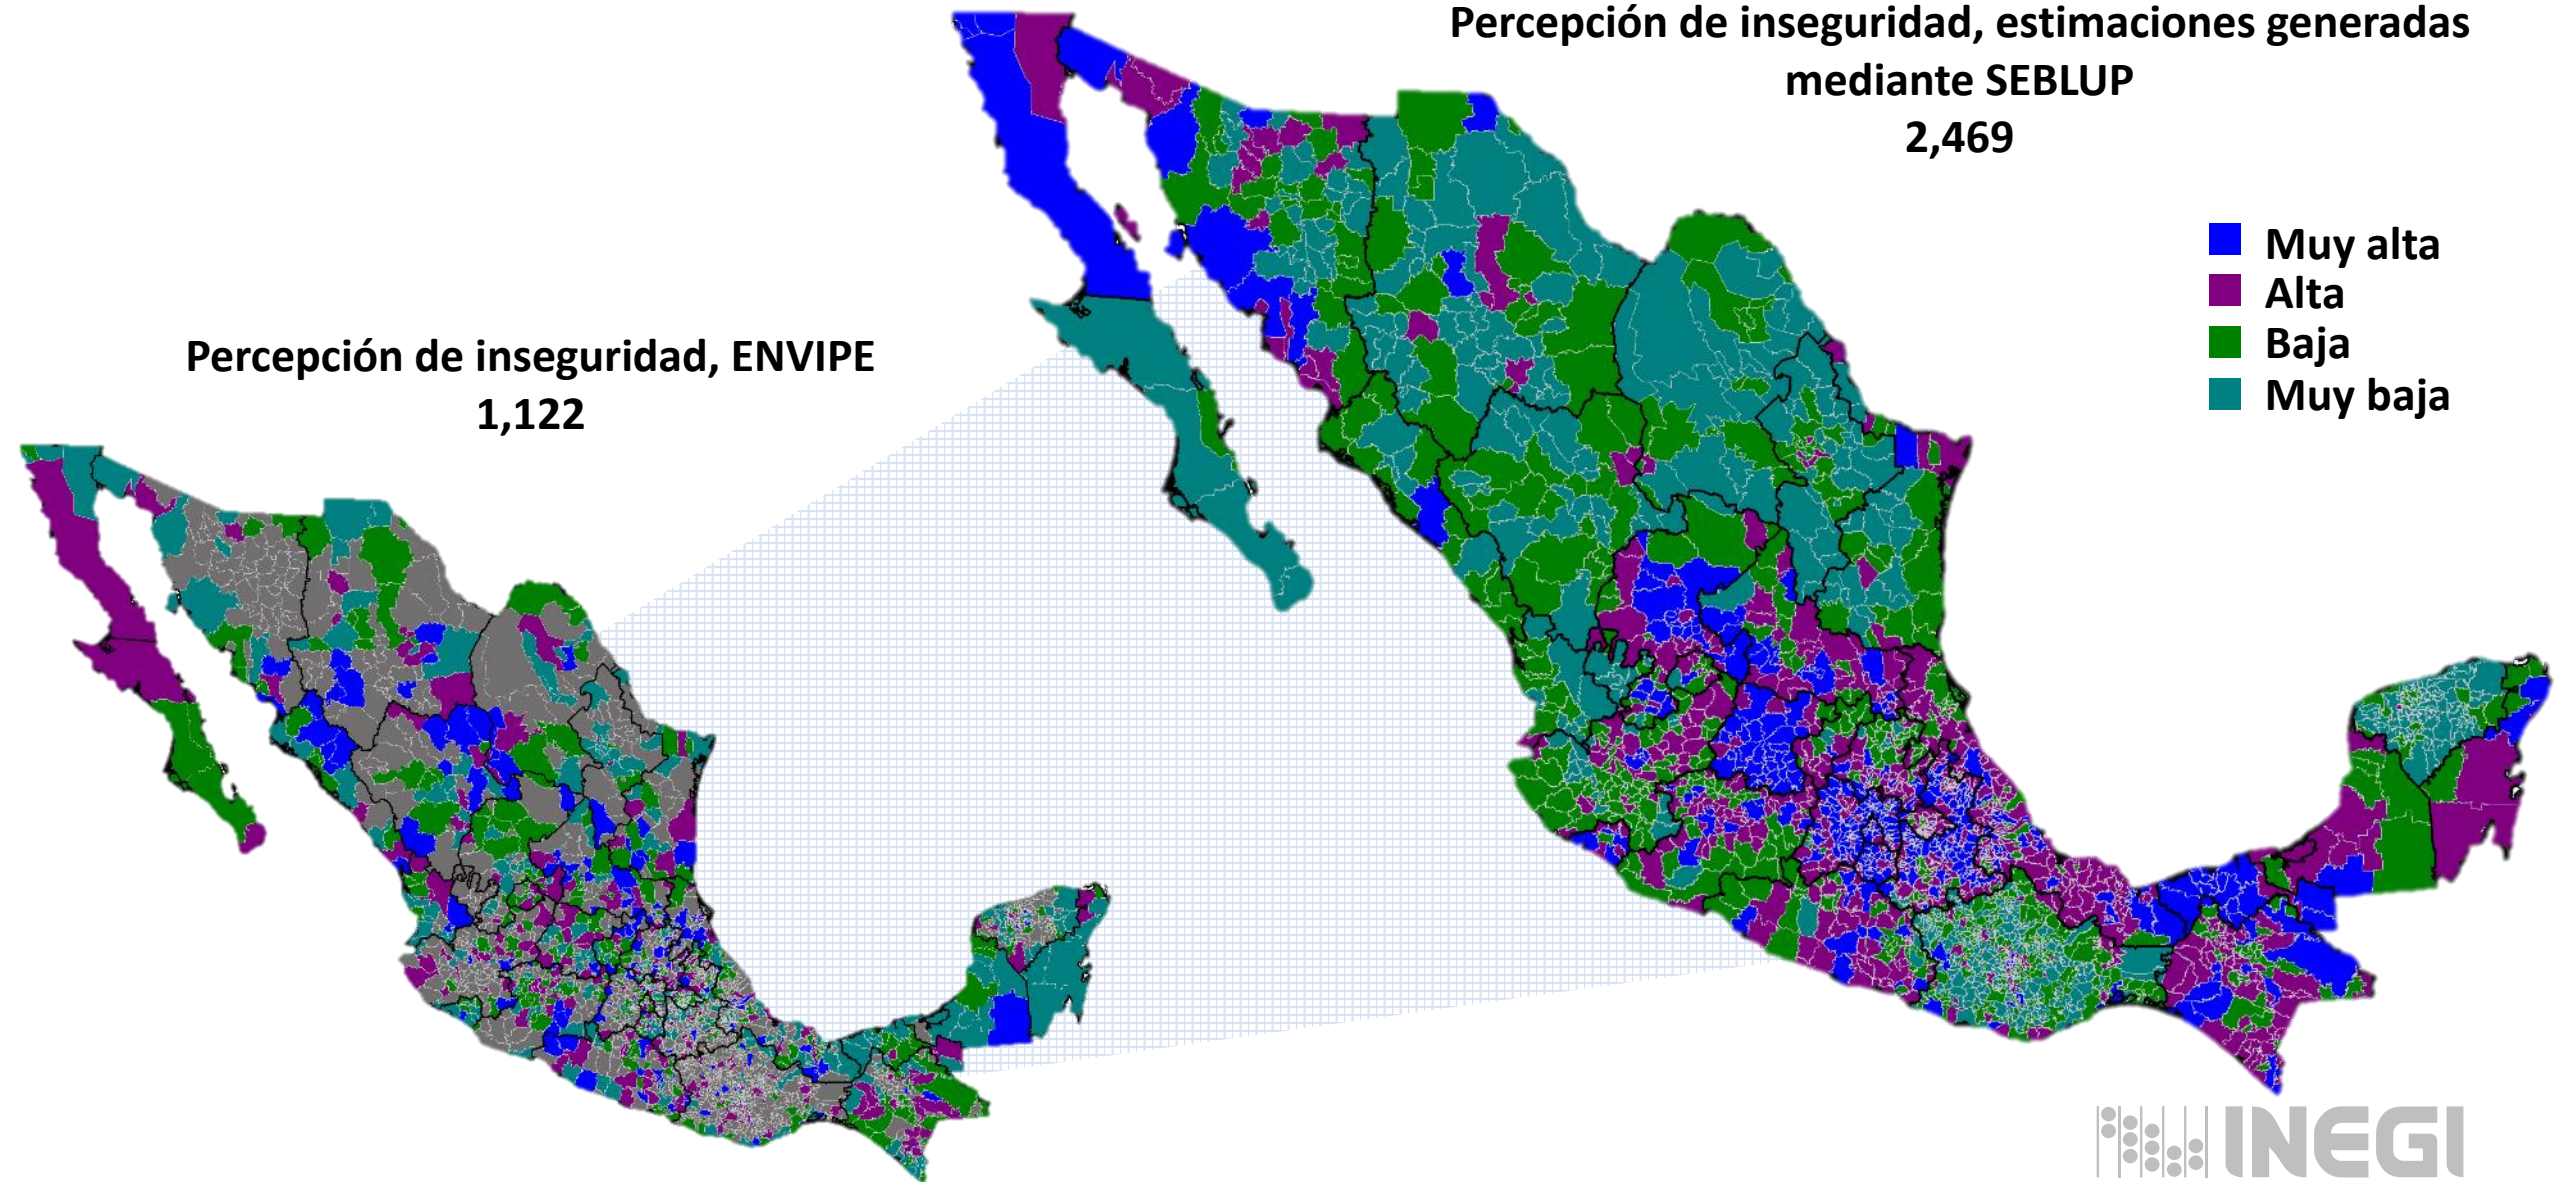 Percepción de inseguridad, estimaciones generadas
mediante SEBLUP
2,469
Muy alta
Alta
Baja
Muy baja
Percepción de inseguridad, ENVIPE
1,122
INEGI